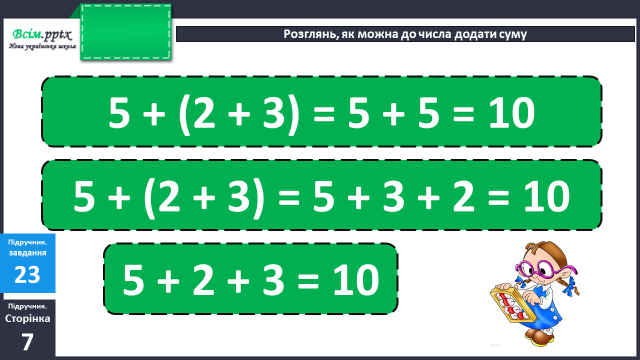 Всім.pptx
Нова українська школа
Розглянь, як можна до числа додати суму
5 + (2 + 3) = 5 + 5 = 10
5 + (2 + 3) = 5 + 3 + 2 = 10
5 + 2 + 3 = 10
Підручник.
завдання
23
Підручник.
Сторінка
7